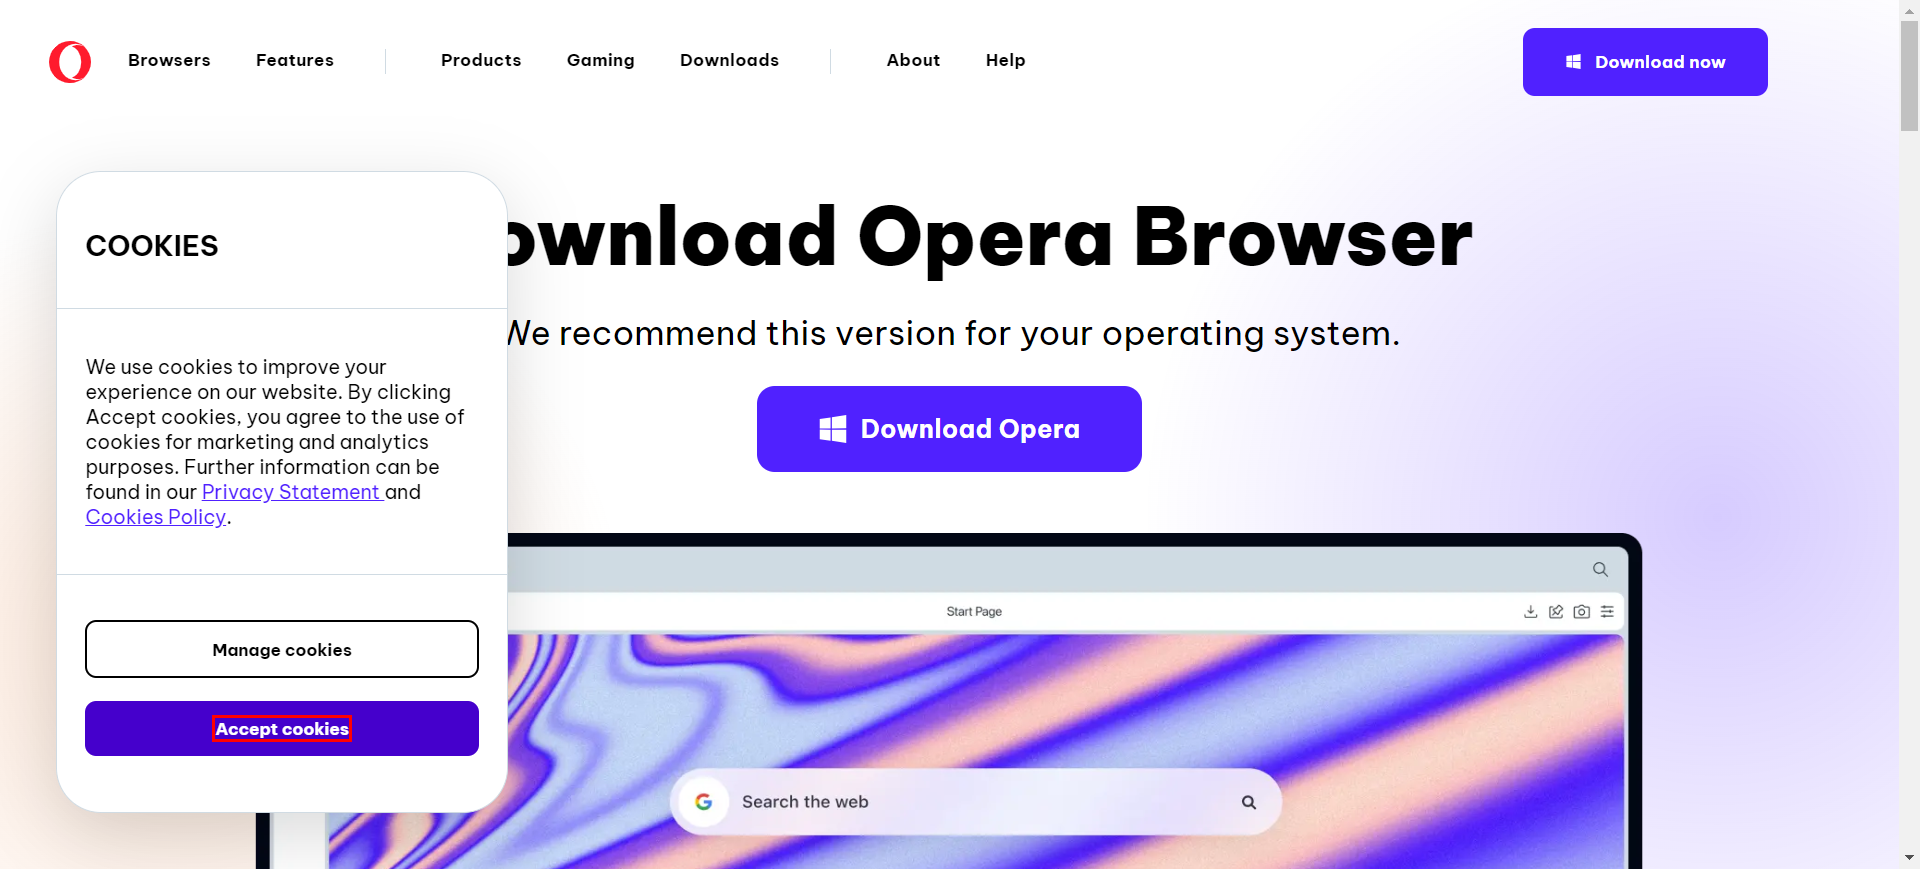 Browsers Features Products Gaming Downloads About Help Download now
ownload Opera Browser
We recommend this version for your operating system.
Download Opera
COOKIES
We use cookies to improve your
experience on our website. By clicking
Accept cookies, you agree to the use of
cookies for marketing and analytics
purposes. Further information can be
found in our Privacy Statement and
Cookies Policy.
Manage cookies
Accept cookies
Start Page
Search the web